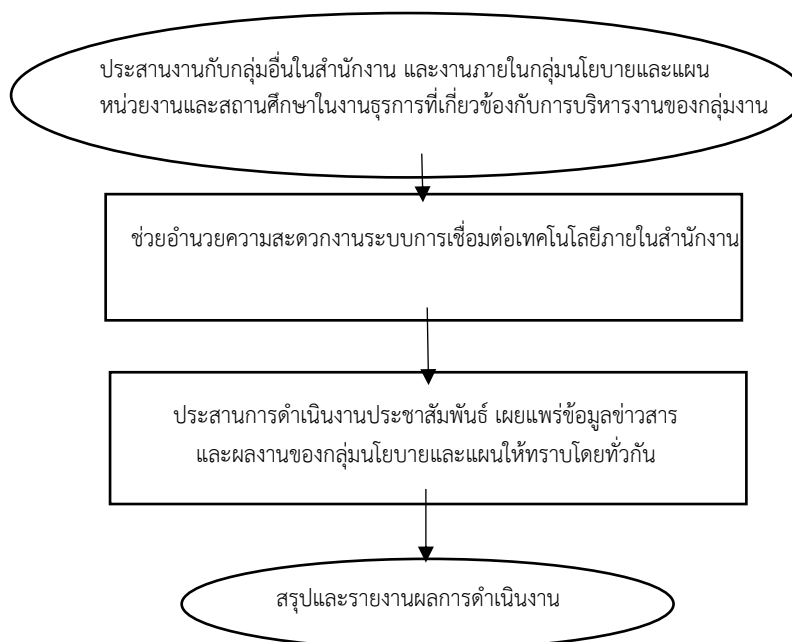 ประสานงานกับกลุ่มอื่นในสำนักงาน และงานภายในกลุ่มนโยบายและแผน
หน่วยงานและสถานศึกษาในงานธุรการที่เกี่ยวข้องกับการบริหารงานของกลุ่มงาน
ช่วยอำนวยความสะดวกงานระบบการเชื่อมต่อเทคโนโลยีภายในสำนักงาน
ประสานการดำเนินงานประชาสัมพันธ์ เผยแพร่ข้อมูลข่าวสาร
และผลงานของกลุ่มนโยบายและแผนให้ทราบโดยทั่วกัน
สรุปและรายงานผลการดำเนินงาน